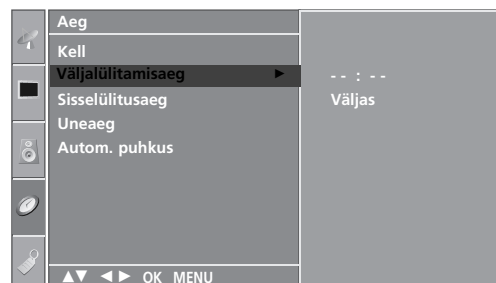 Aeg
Kell
Väljalülitamisaeg ► - - : - -
Sisselülitusaeg Väljas
Uneaeg
Autom. puhkus
▲▼ ◄► OK MENU